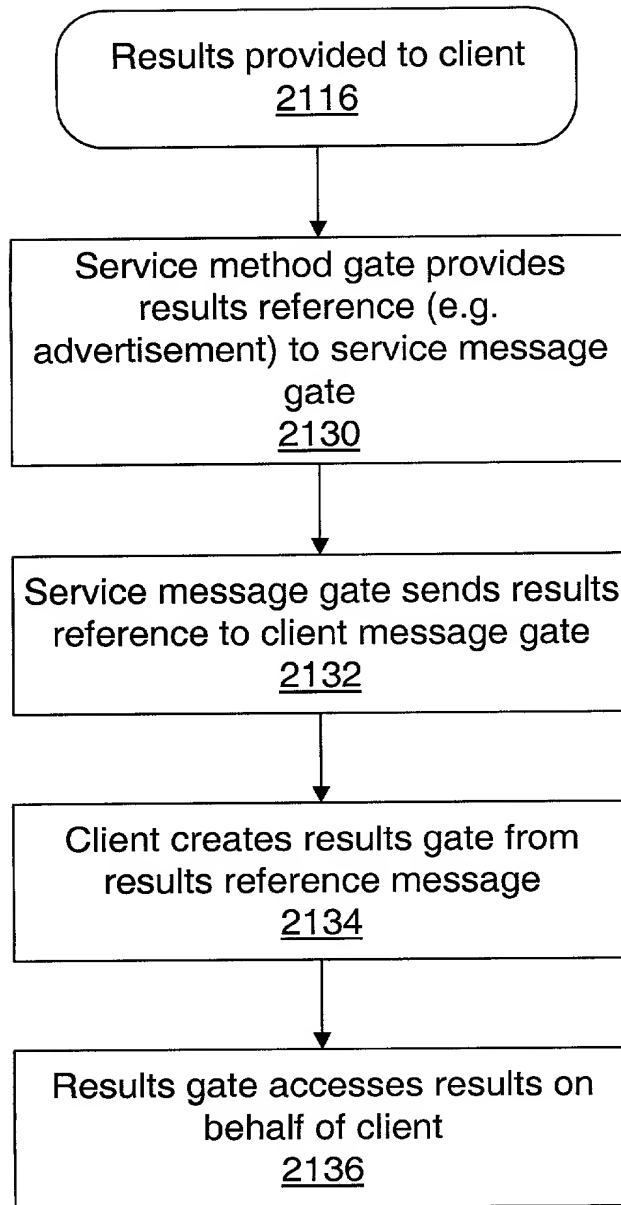 Results provided to client
2116
Service method gate provides
results reference (e.g.
advertisement) to service message
gate
2130
Service message gate sends results
reference to client message gate
2132
Client creates results gate from
results reference message
2134
Results gate accesses results on
behalf of client
2136